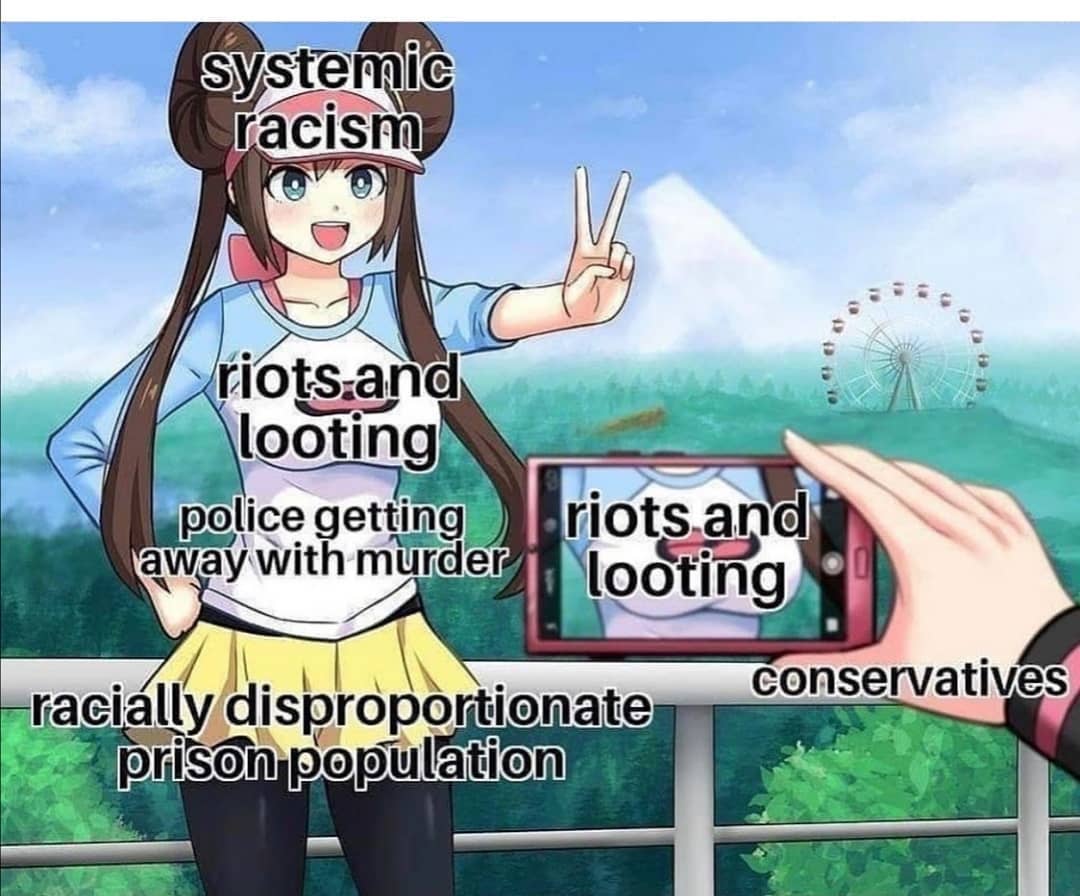 systemic
racism
riots and
looting
police getting
away with murder
riots and
looting
conservatives
racially disproportionate
prison population